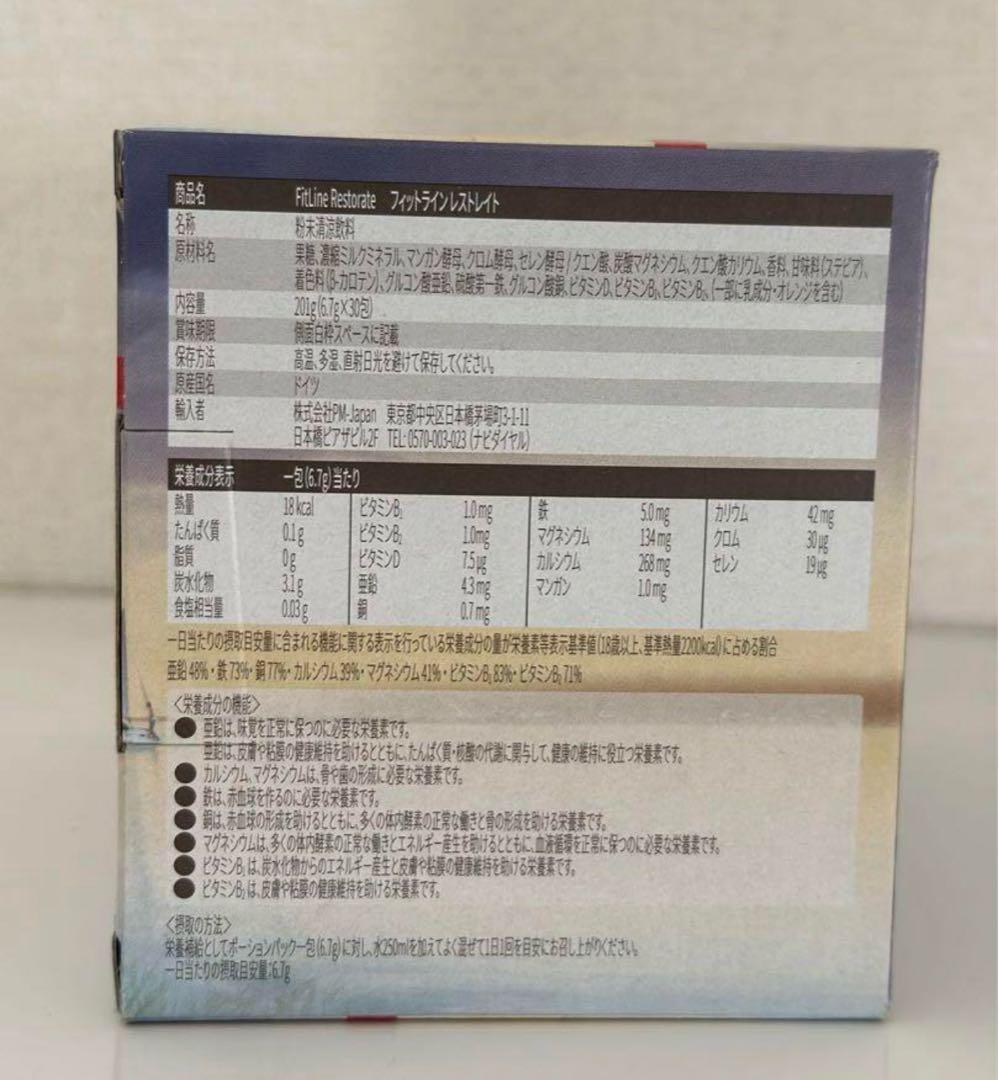 商品名 FitLine Restorate フィットラインレストレイト
名称 粉末清涼飲料
原材料名 果糖、濃縮ミルクミネラル、マンガン酵母、クロム酵母、セレン酵母/クエン酸、炭酸マグネシウム、クエン酸カリウム、香料、甘味料(ステビア)、
着色料(β-カロテン)、グルコン酸亜鉛、硫酸第一鉄、グルコン酸銅、ビタミンD、ビタミンB₁、ビタミンB₂、(一部に乳成分・オレンジを含む)
内容量 201g(6.7g×30包)
賞味期限 側面白枠スペースに記載
保存方法 高温、多湿、直射日光を避けて保存してください。
原産国名 ドイツ
輸入者 株式会社PM-Japan 東京都中央区日本橋茅場町3-1-11
日本橋ピアザビル2F TEL:0570-003-023(ナビダイヤル)
栄養成分表示 一包(6.7g)当たり
熱量 18kcal ビタミンB₁ 1.0mg 鉄 5.0mg カリウム 42mg
たんぱく質 0.1g ビタミンB₂ 1.0mg マグネシウム 134mg クロム 30μg
脂質 0g ビタミンD 7.5μg カルシウム 268mg セレン 19μg
炭水化物 3.1g 亜鉛 4.3mg マンガン 1.0mg
食塩相当量 0.03g 銅 0.7mg
一日当たりの摂取目安量に含まれる機能に関する表示を行っている栄養成分の量が栄養素等表示基準値(18歳以上、基準熱量2200kcal)に占める割合
亜鉛48%・鉄73%・銅77%・カルシウム39%・マグネシウム41%・ビタミンB₁83%・ビタミンB₂71%
〈栄養成分の機能〉
● 亜鉛は、味覚を正常に保つのに必要な栄養素です。
亜鉛は、皮膚や粘膜の健康維持を助けるとともに、たんぱく質・核酸の代謝に関与して、健康の維持に役立つ栄養素です。
● カルシウム、マグネシウムは、骨や歯の形成に必要な栄養素です。
● 鉄は、赤血球を作るのに必要な栄養素です。
● 銅は、赤血球の形成を助けるとともに、多くの体内酵素の正常な働きと骨の形成を助ける栄養素です。
● マグネシウムは、多くの体内酵素の正常な働きとエネルギー産生を助けるとともに、血液循環を正常に保つのに必要な栄養素です。
● ビタミンB₁は、炭水化物からのエネルギー産生と皮膚や粘膜の健康維持を助ける栄養素です。
● ビタミンB₂は、皮膚や粘膜の健康維持を助ける栄養素です。
〈摂取の方法〉
栄養補給としてポーションパック一包(6.7g)に対し、水250mlを加えてよく混ぜて1日1回を目安にお召し上がりください。
一日当たりの摂取目安量:6.7g